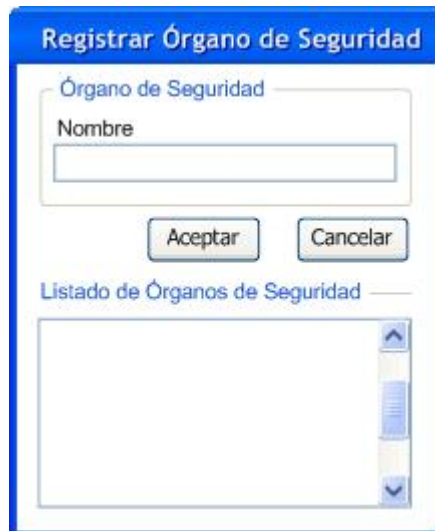 Registrar Órgano de Seguridad
Órgano de Seguridad
Nombre
Aceptar Cancelar
Listado de Órganos de Seguridad